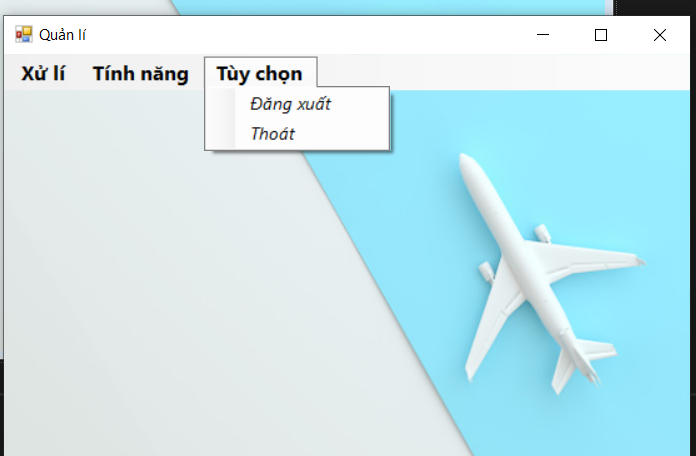 Quản lí
Xử lí Tính năng Tùy chọn
Đăng xuất
Thoát